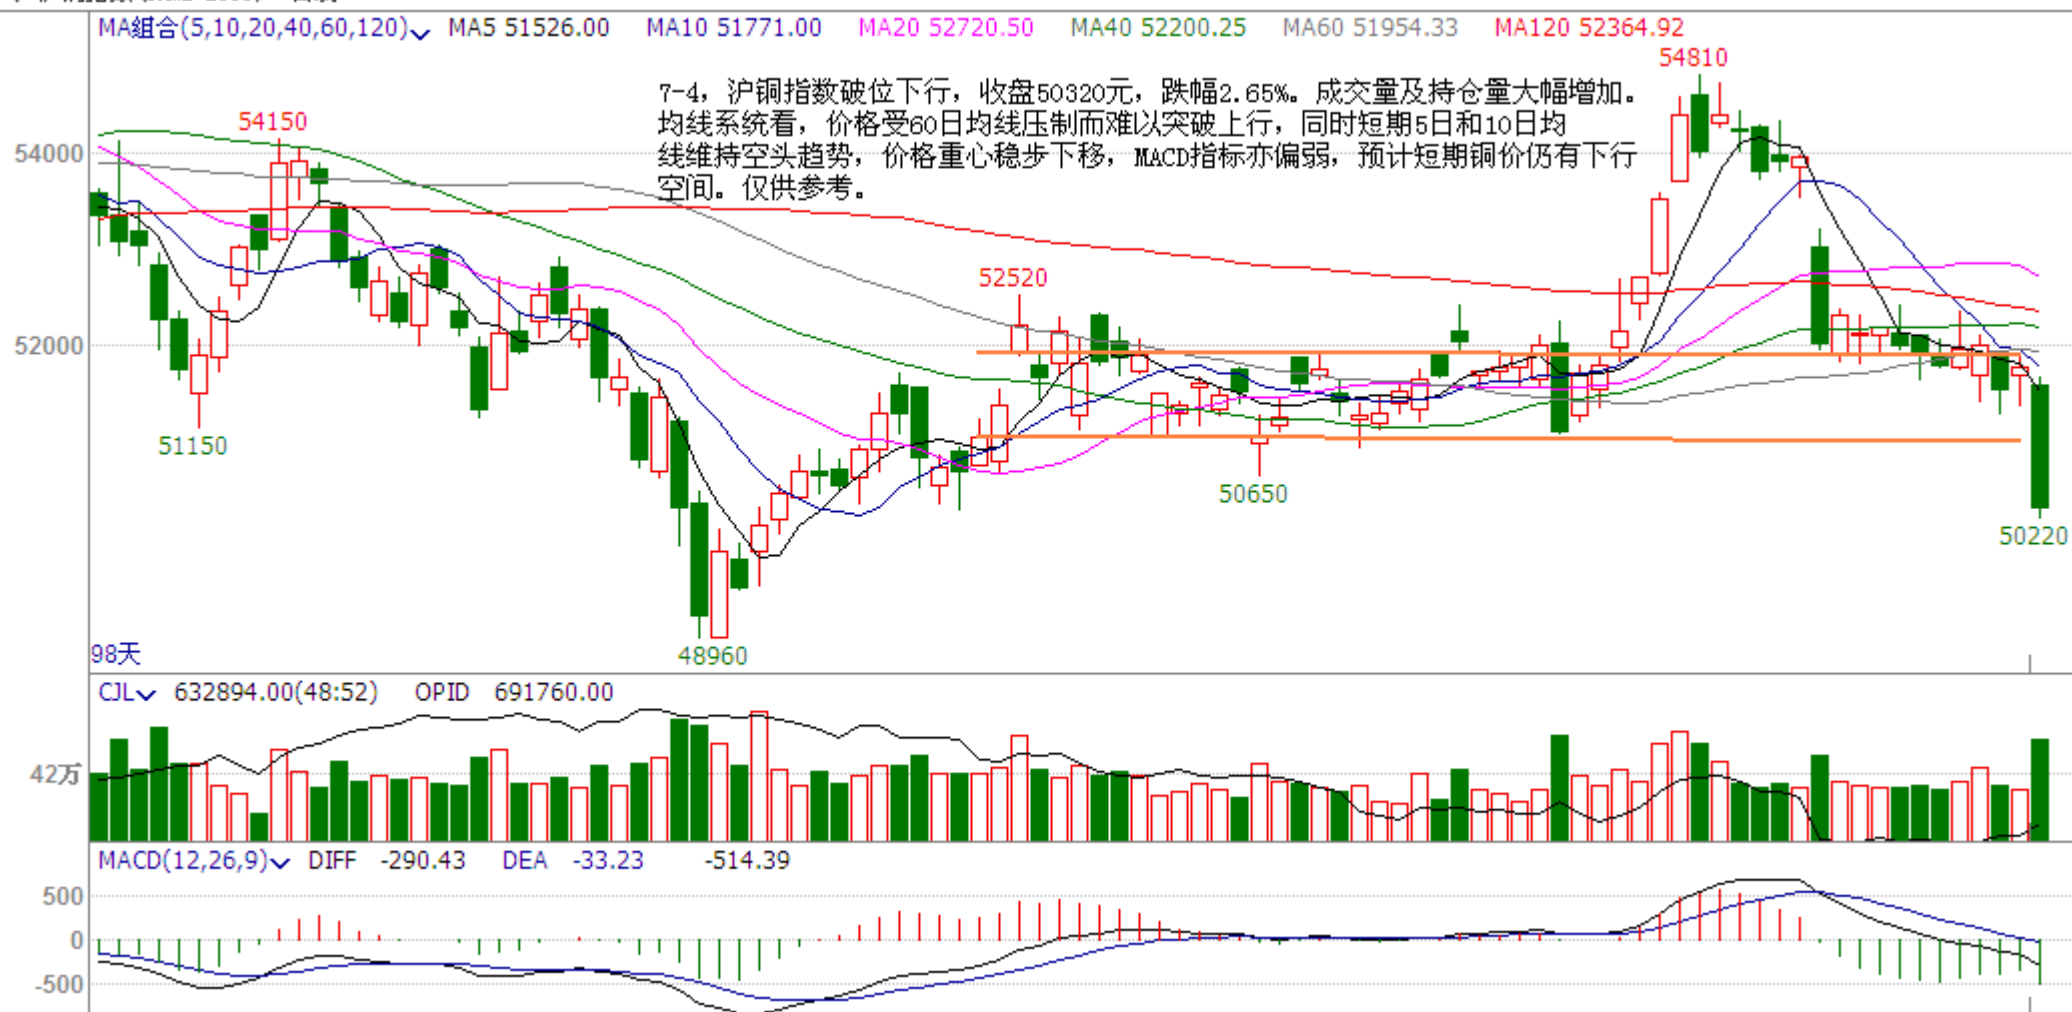 MA组合(5,10,20,40,60,120) MA5 51526.00 MA10 51771.00 MA20 52720.50 MA40 52200.25 MA60 51954.33 MA120 52364.92
54810
7-4，沪铜指数破位下行，收盘50320元，跌幅2.65%。成交量及持仓量大幅增加。
均线系统看，价格受60日均线压制而难以突破上行，同时短期5日和10日均
线维持空头趋势，价格重心稳步下移，MACD指标亦偏弱，预计短期铜价仍有下行
空间。仅供参考。
54150
54000
52520
52000
51150
50650
50220
48960
98天
CJL 632894.00(48:52) OPID 691760.00
42万
MACD(12,26,9) DIFF -290.43 DEA -33.23 -514.39
500
0
-500